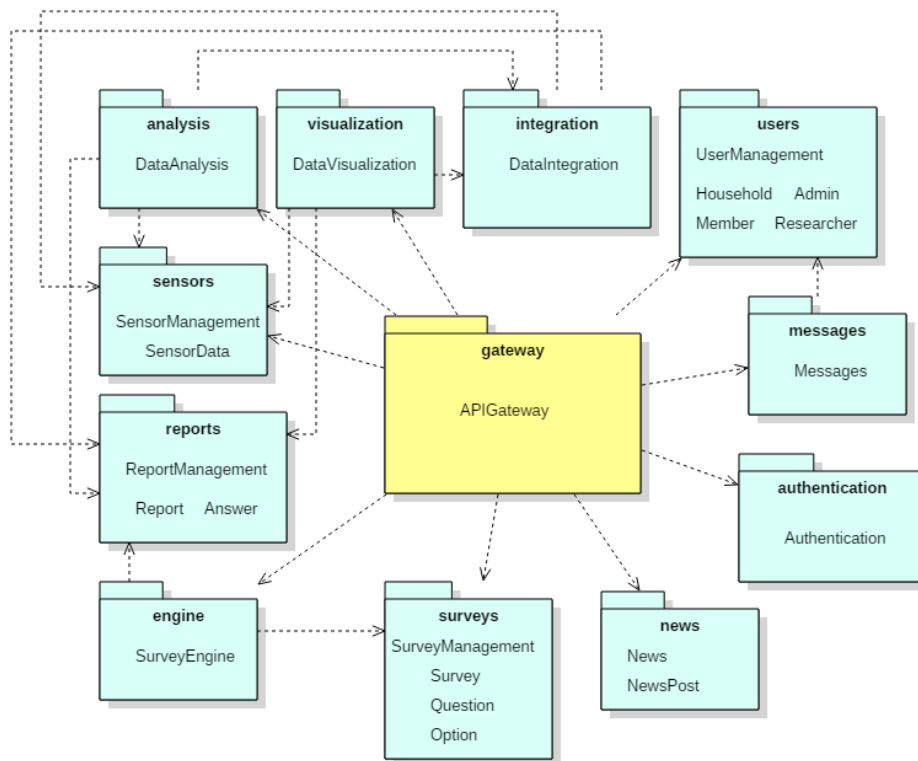 analysis
DataAnalysis
visualization
DataVisualization
integration
DataIntegration
users
UserManagement
Household Admin
Member Researcher
sensors
SensorManagement
SensorData
gateway
APIGateway
messages
Messages
reports
ReportManagement
Report Answer
authentication
Authentication
engine
SurveyEngine
surveys
SurveyManagement
Survey
Question
Option
news
News
NewsPost